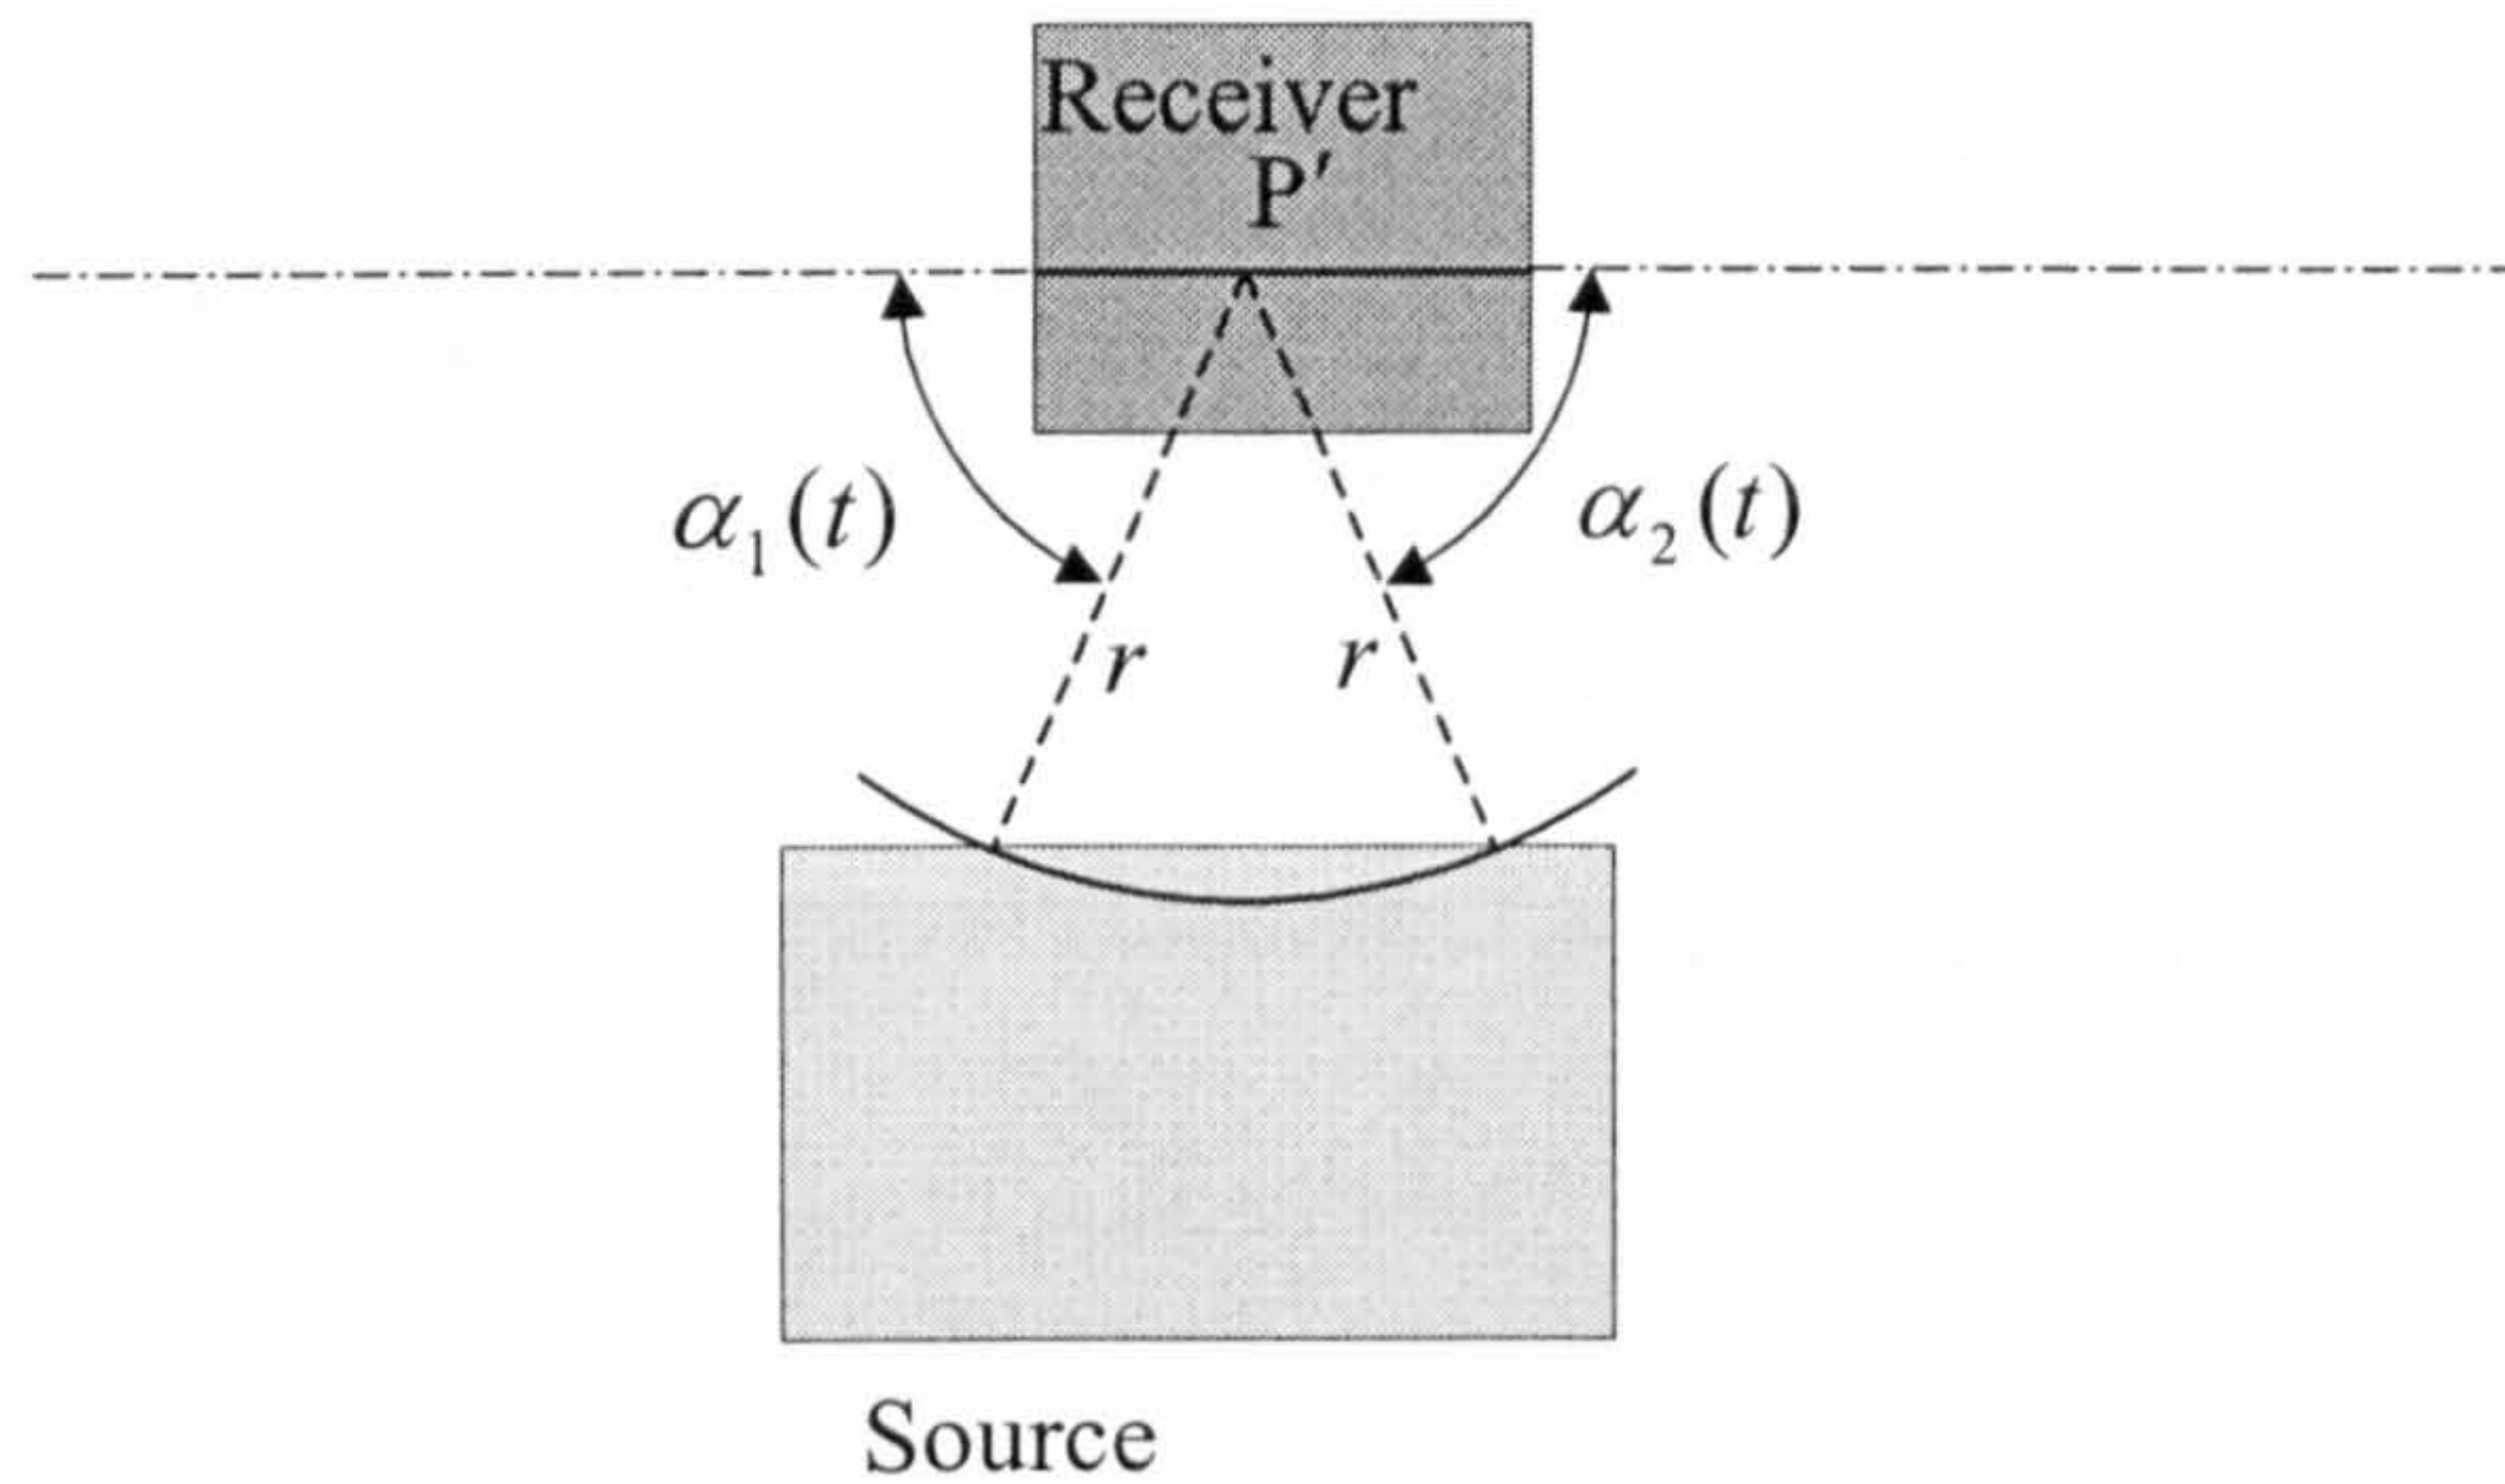 Receiver
P′
α₁(t)
α₂(t)
r
r
Source